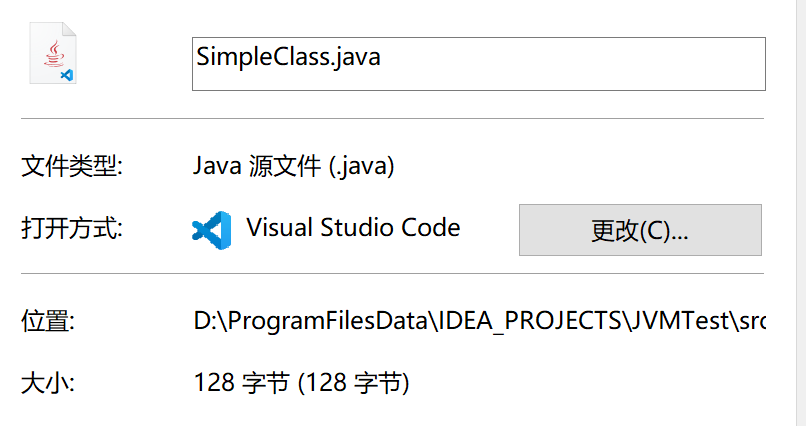 SimpleClass.java
文件类型: Java 源文件 (.java)
打开方式: Visual Studio Code 更改(C)...
位置: D:\ProgramFilesData\IDEA_PROJECTS\JVMTest\src
大小: 128 字节 (128 字节)